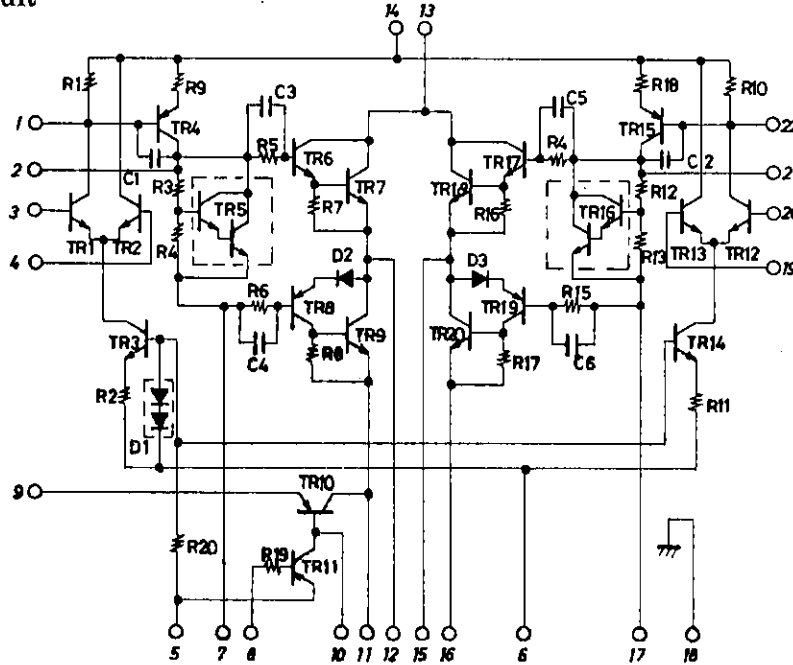 14 13
R1 R9 C3 C5 R18 R10
1 TR4 TR15 22
R5 TR6 TR17 R4
2 C1 TR7 TR18 C2 21
R3 TR5 R7 R16 TR16 R12
3 TR1 TR2 R4 R13 TR13 TR12 20
4 D2 D3 19
R6 TR8 TR19 R15
TR3 TR9 TR20 TR14
C4 R8 R17 C6
R2 D1 R11
9 TR10
R20 R19 TR11
5 7 8 10 11 12 15 16 6 17 18